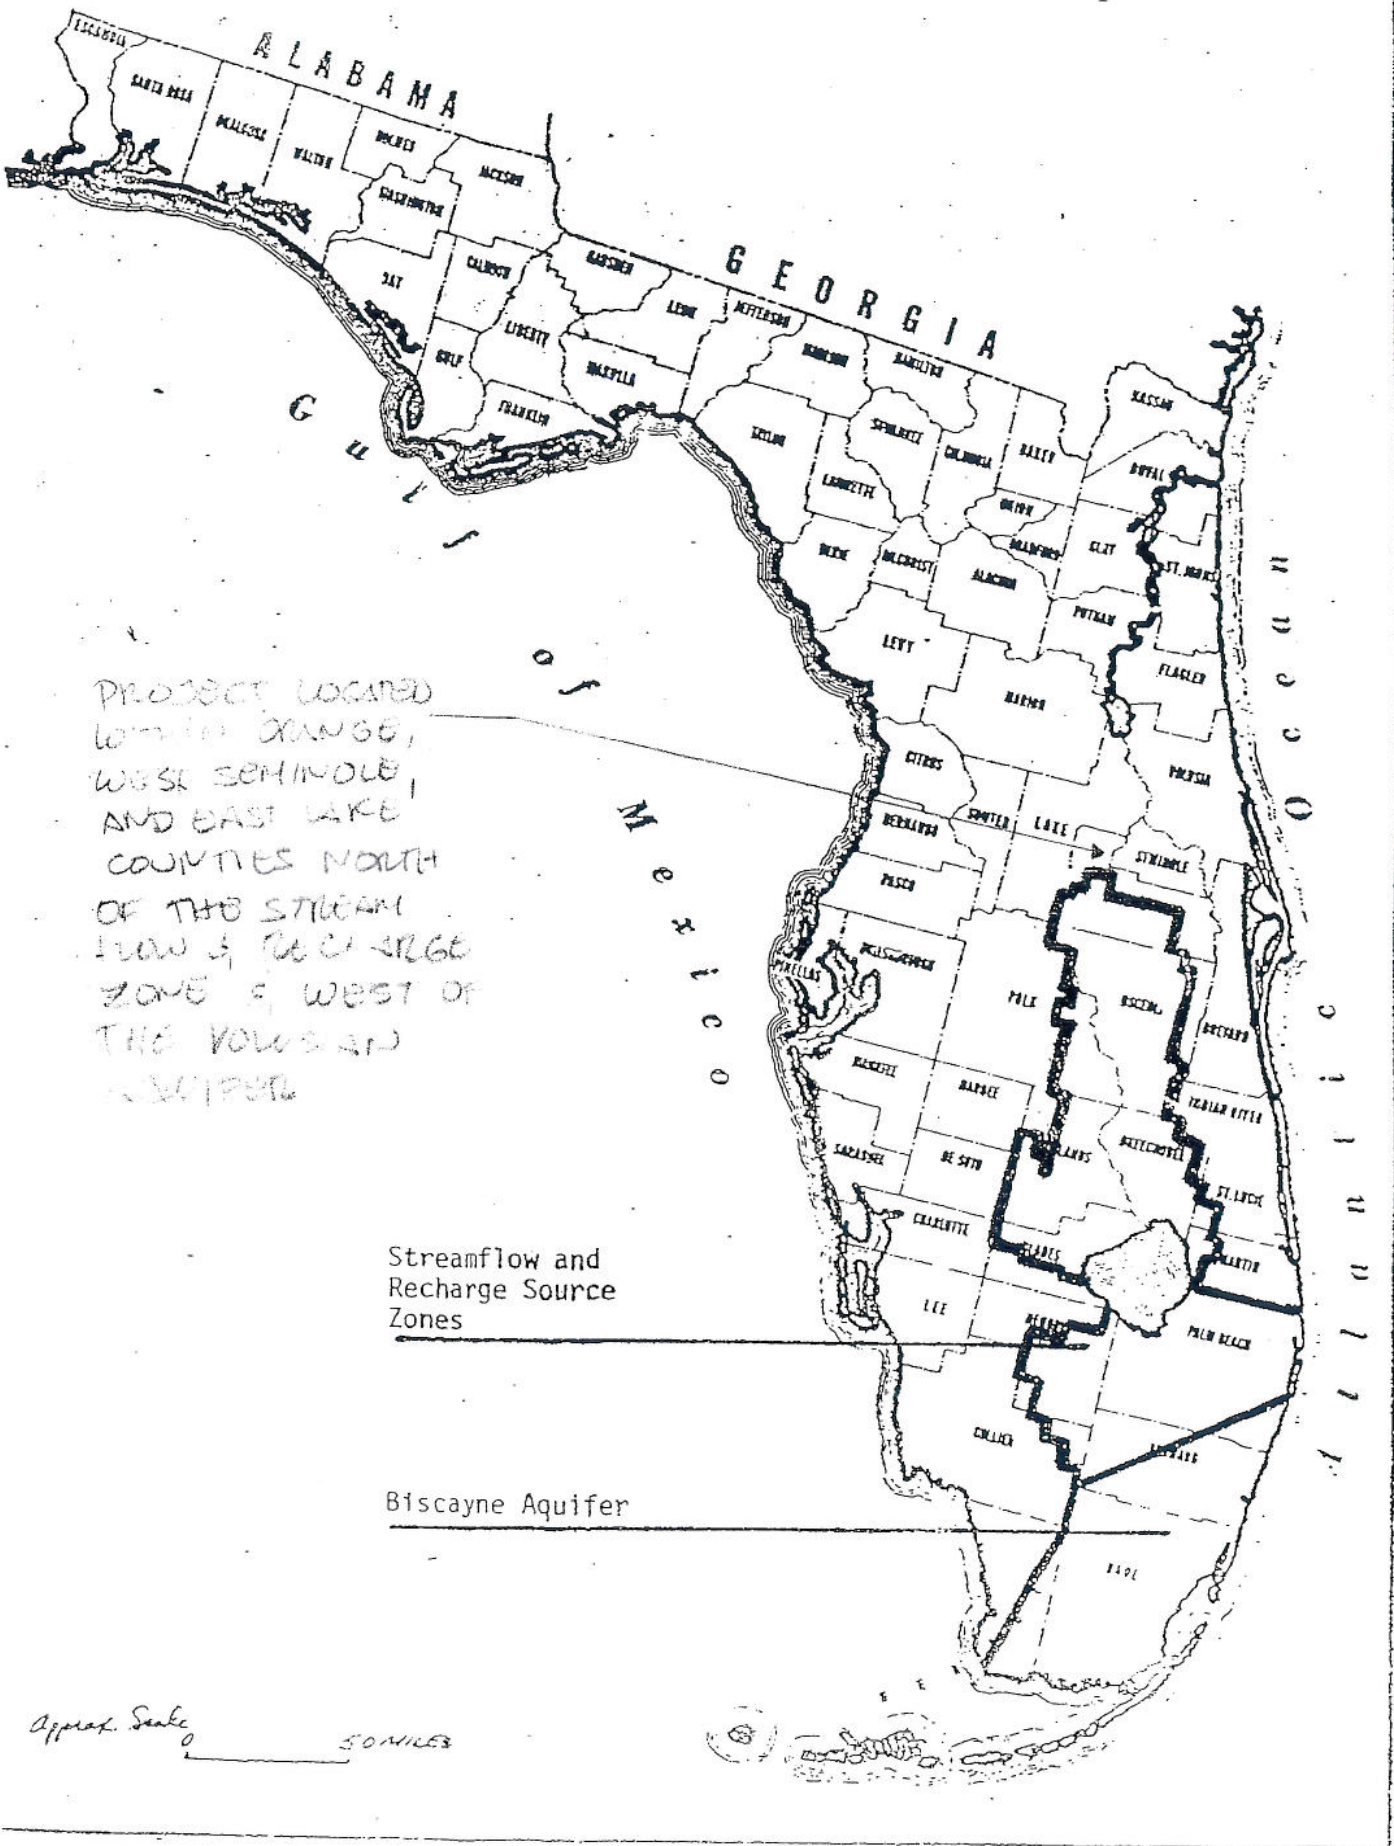 ESCAMBIA
ALABAMA
SANTA ROSA
OKALOOSA
WALTON
HOLMES
JACKSON
WASHINGTON
BAY
CALHOUN
GADSDEN
GEORGIA
LEON
JEFFERSON
LIBERTY
GULF
WAKULLA
FRANKLIN
MADISON
HAMILTON
NASSAU
TAYLOR
SUWANNEE
COLUMBIA
BAKER
DUVAL
LAFAYETTE
UNION
BRADFORD
CLAY
ST. JOHNS
DIXIE
GILCHRIST
ALACHUA
PUTNAM
LEVY
FLAGLER
MARION
Gulf of Mexico
Ocean
PROJECT LOCATED
ORANGE,
WEST SEMINOLE,
AND EAST LAKE
COUNTIES NORTH
OF THE STREAM
FLOW & RECHARGE
ZONE & WEST OF
THE VOLUSIAN
AQUIFER
CITRUS
VOLUSIA
HERNANDO
SUMTER
LAKE
SEMINOLE
PASCO
HILLSBOROUGH
PINELLAS
POLK
OSCEOLA
BREVARD
MANATEE
HARDEE
INDIAN RIVER
SARASOTA
DE SOTO
OKEECHOBEE
ST. LUCIE
CHARLOTTE
GLADES
MARTIN
Streamflow and
Recharge Source
Zones
LEE
HENDRY
PALM BEACH
COLLIER
BROWARD
Biscayne Aquifer
DADE
Approx. Scale
0 50 MILES